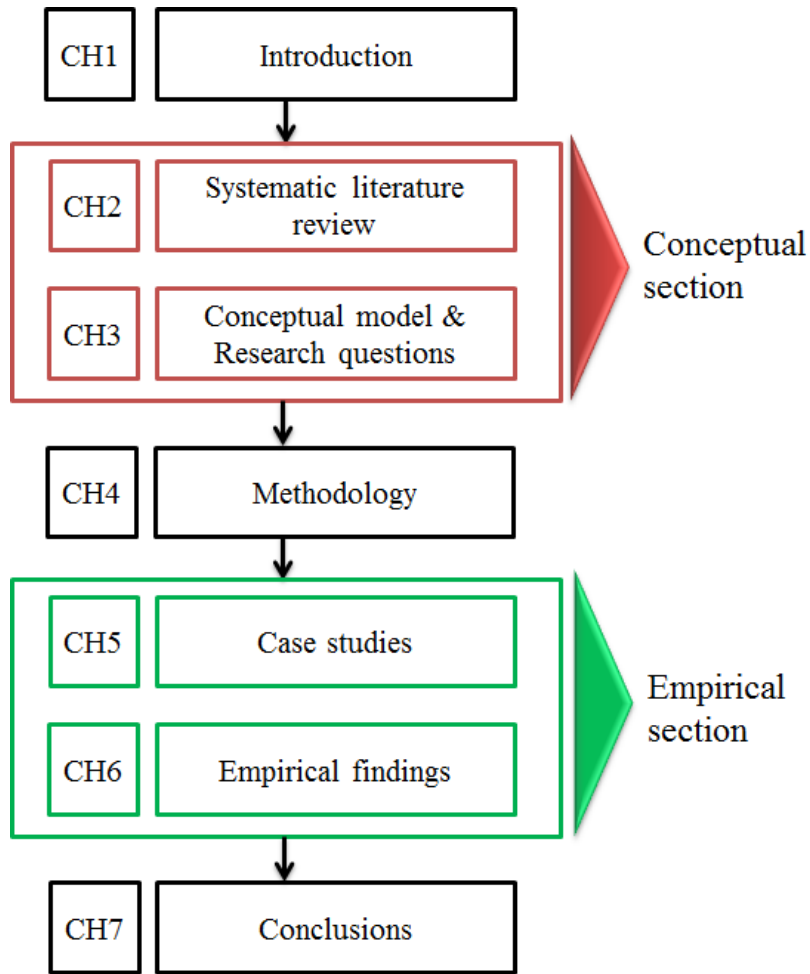 CH1
Introduction
CH2
Systematic literature
review
CH3
Conceptual model &
Research questions
Conceptual
section
CH4
Methodology
CH5
Case studies
CH6
Empirical findings
Empirical
section
CH7
Conclusions